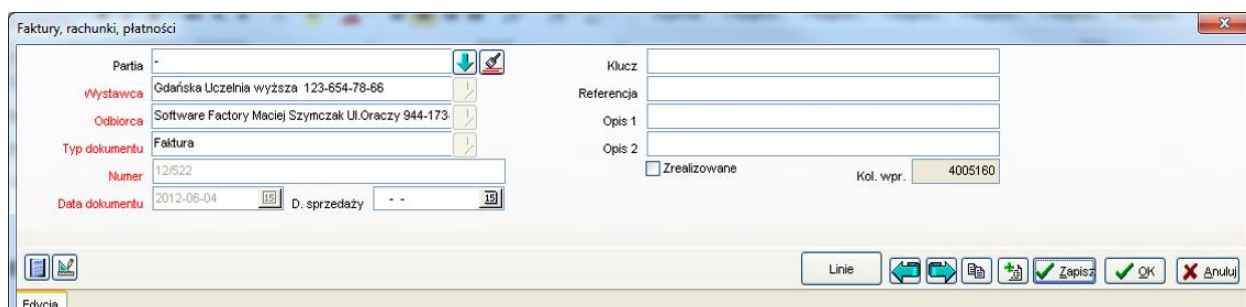 Faktury, rachunki, płatności
Partia -
Wystawca Gdańska Uczelnia wyższa 123-654-78-66
Odbiorca Software Factory Maciej Szymczak Ul.Oraczy 944-173-
Typ dokumentu Faktura
Numer 12/522
Data dokumentu 2012-06-04 15 D. sprzedaży - - 15
Klucz
Referencja
Opis 1
Opis 2
Zrealizowane Kol. wpr. 4005160
Linie Zapisz OK Anuluj
Edycja